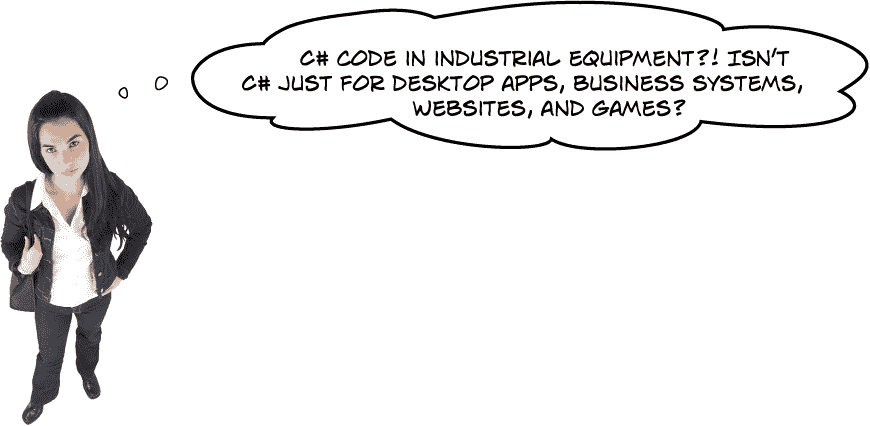 C# CODE IN INDUSTRIAL EQUIPMENT?! ISN'T
C# JUST FOR DESKTOP APPS, BUSINESS SYSTEMS,
WEBSITES, AND GAMES?